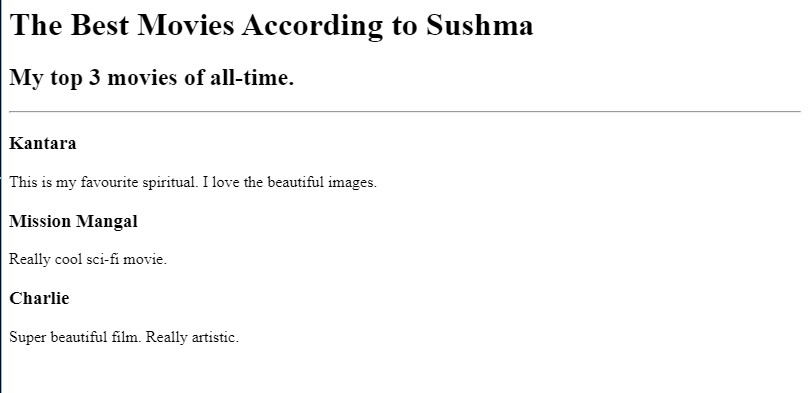 The Best Movies According to Sushma
My top 3 movies of all-time.
Kantara
This is my favourite spiritual. I love the beautiful images.
Mission Mangal
Really cool sci-fi movie.
Charlie
Super beautiful film. Really artistic.